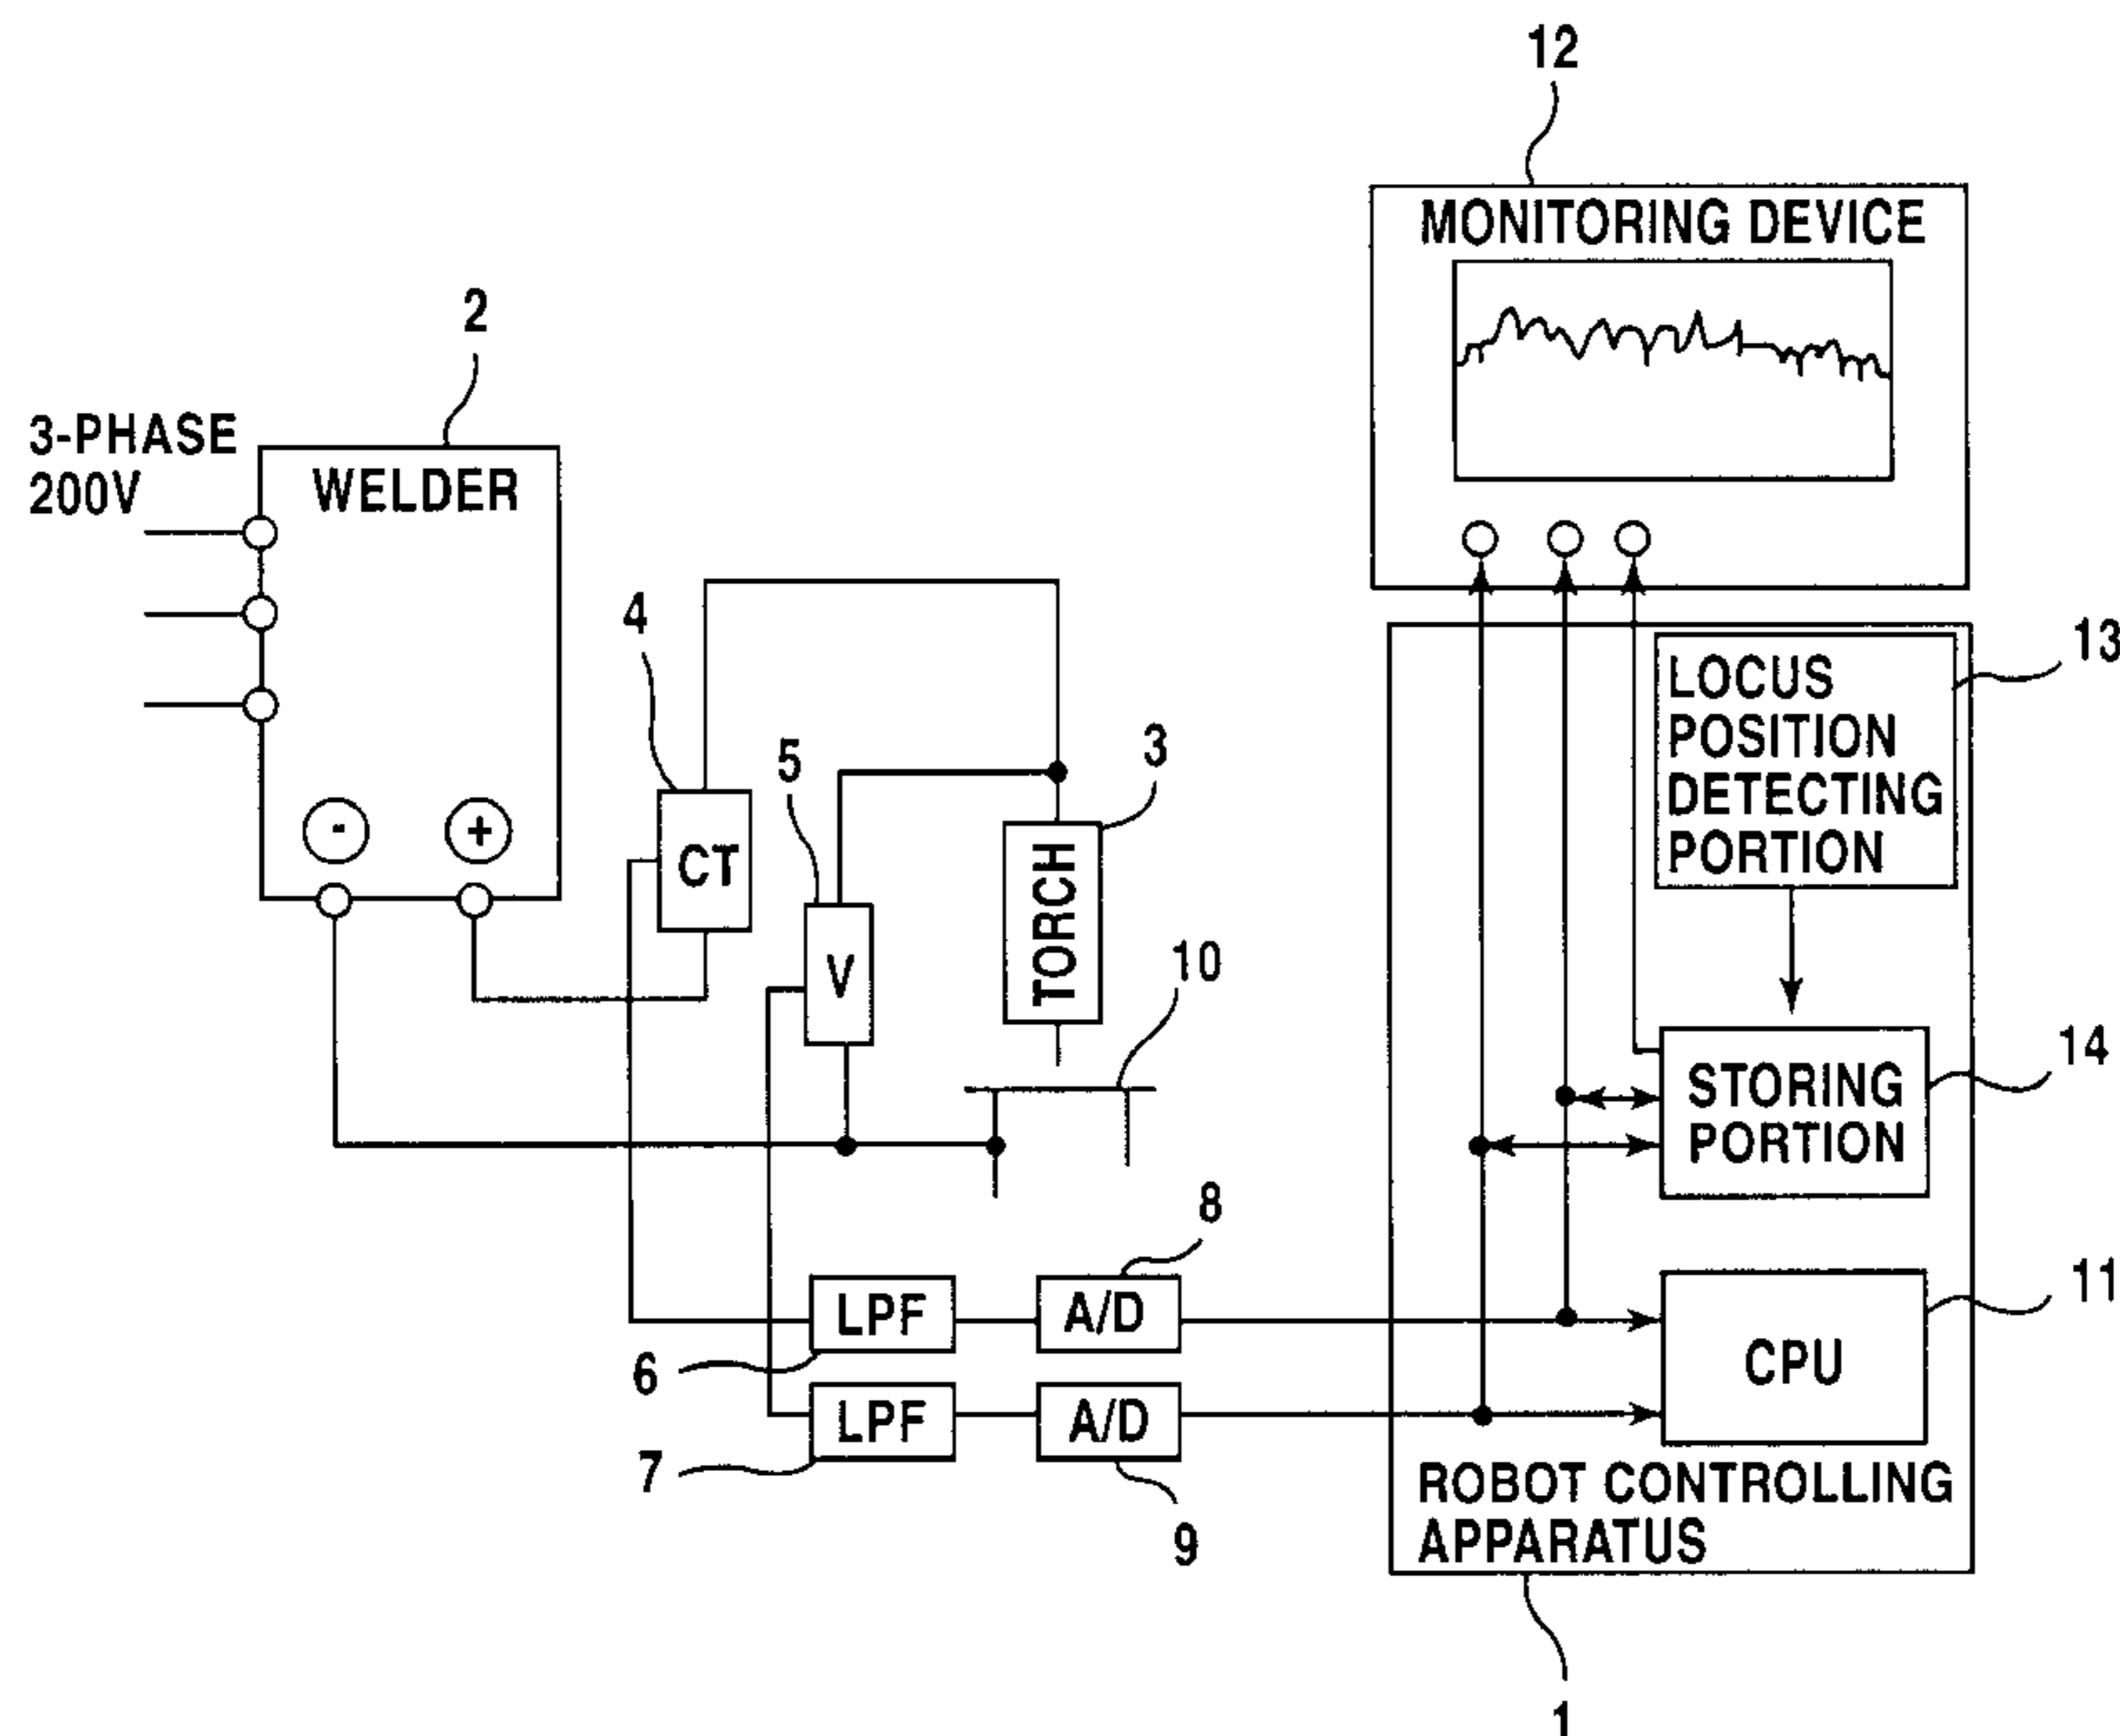 12
MONITORING DEVICE
2
3-PHASE
200V
WELDER
-
+
4
CT
5
V
3
TORCH
10
13
LOCUS
POSITION
DETECTING
PORTION
14
STORING
PORTION
8
LPF
A/D
6
11
CPU
LPF
A/D
7
9
ROBOT CONTROLLING
APPARATUS
1